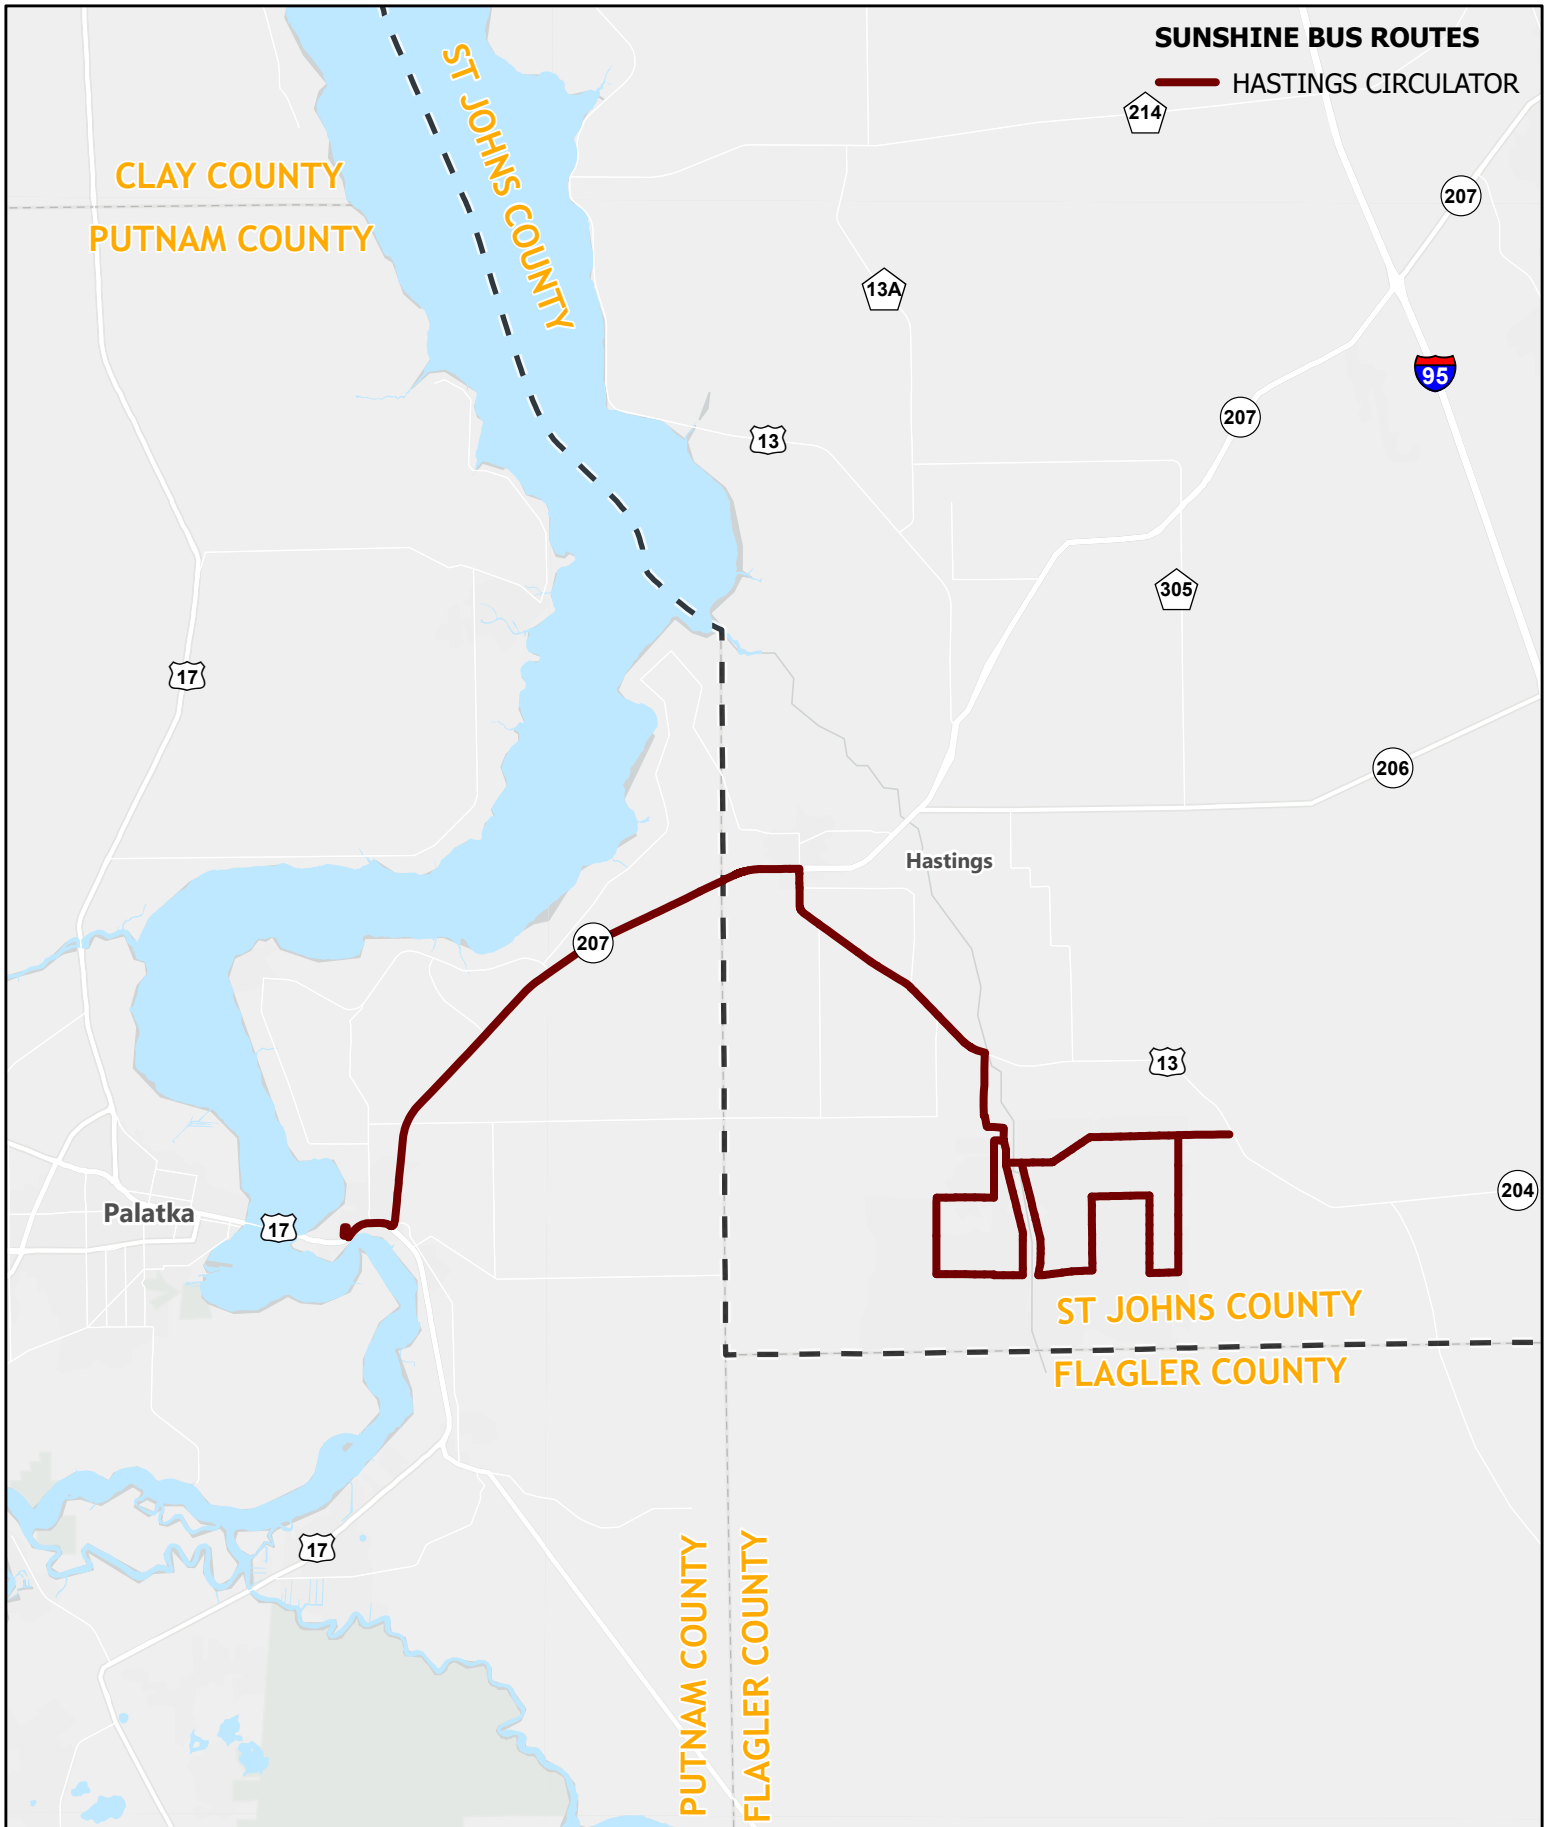 SUNSHINE BUS ROUTES
HASTINGS CIRCULATOR
214
ST JOHNS COUNTY
CLAY COUNTY
207
PUTNAM COUNTY
13A
95
207
13
305
17
206
Hastings
207
13
204
Palatka
17
ST JOHNS COUNTY
FLAGLER COUNTY
17
PUTNAM COUNTY
FLAGLER COUNTY